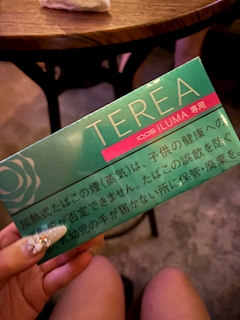 TEREA
IQOS ILUMA 専用
加熱式たばこの煙(蒸気)は、子供の健康への
が否定できません。たばこの誤飲を防ぐ
乳幼児の手が届かない所に保管・廃棄を